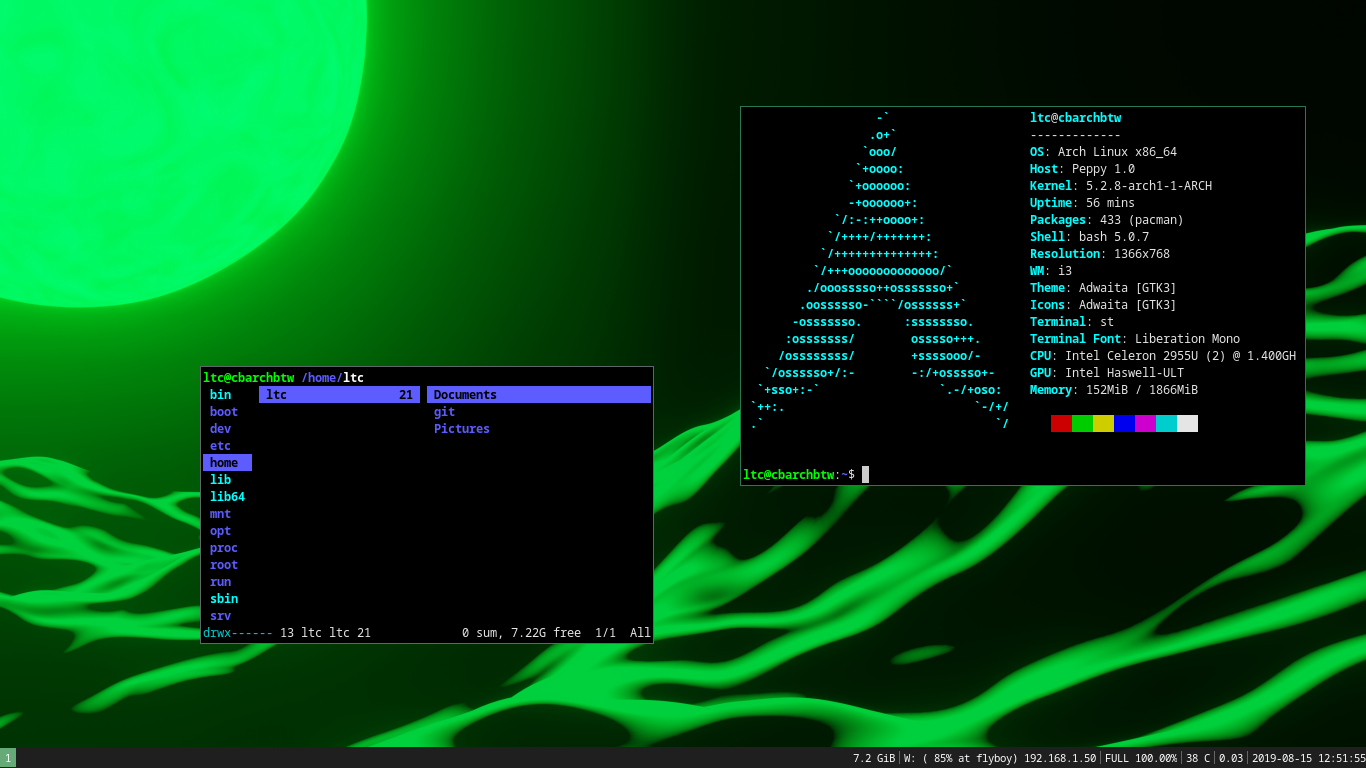 -`
.o+`
`ooo/
`+oooo:
`+oooooo:
-+oooooo+:
`/:-:++oooo+:
`/++++/+++++++:
`/++++++++++++++:
`/+++ooooooooooooo/`
./ooosssso++osssssso+`
.oossssso-````/ossssss+`
-osssssso.      :ssssssso.
:osssssss/        osssso+++.
/ossssssss/        +ssssooo/-
`/ossssso+/:-        -:/+osssso+-
`+sso+:-`                 `.-/+oso:
`++:.                           `-/+/
.`                                 `/
ltc@cbarchbtw
-------------
OS: Arch Linux x86_64
Host: Peppy 1.0
Kernel: 5.2.8-arch1-1-ARCH
Uptime: 56 mins
Packages: 433 (pacman)
Shell: bash 5.0.7
Resolution: 1366x768
WM: i3
Theme: Adwaita [GTK3]
Icons: Adwaita [GTK3]
Terminal: st
Terminal Font: Liberation Mono
CPU: Intel Celeron 2955U (2) @ 1.400GH
GPU: Intel Haswell-ULT
Memory: 152MiB / 1866MiB
ltc@cbarchbtw:~$
ltc@cbarchbtw /home/ltc
bin ltc 21 Documents
boot git
dev Pictures
etc
home
lib
lib64
mnt
opt
proc
root
run
sbin
srv
drwx------ 13 ltc ltc 21 0 sum, 7.22G free 1/1 All
1 7.2 GiB W: ( 85% at flyboy) 192.168.1.50 FULL 100.00% 38 C 0.03 2019-08-15 12:51:55